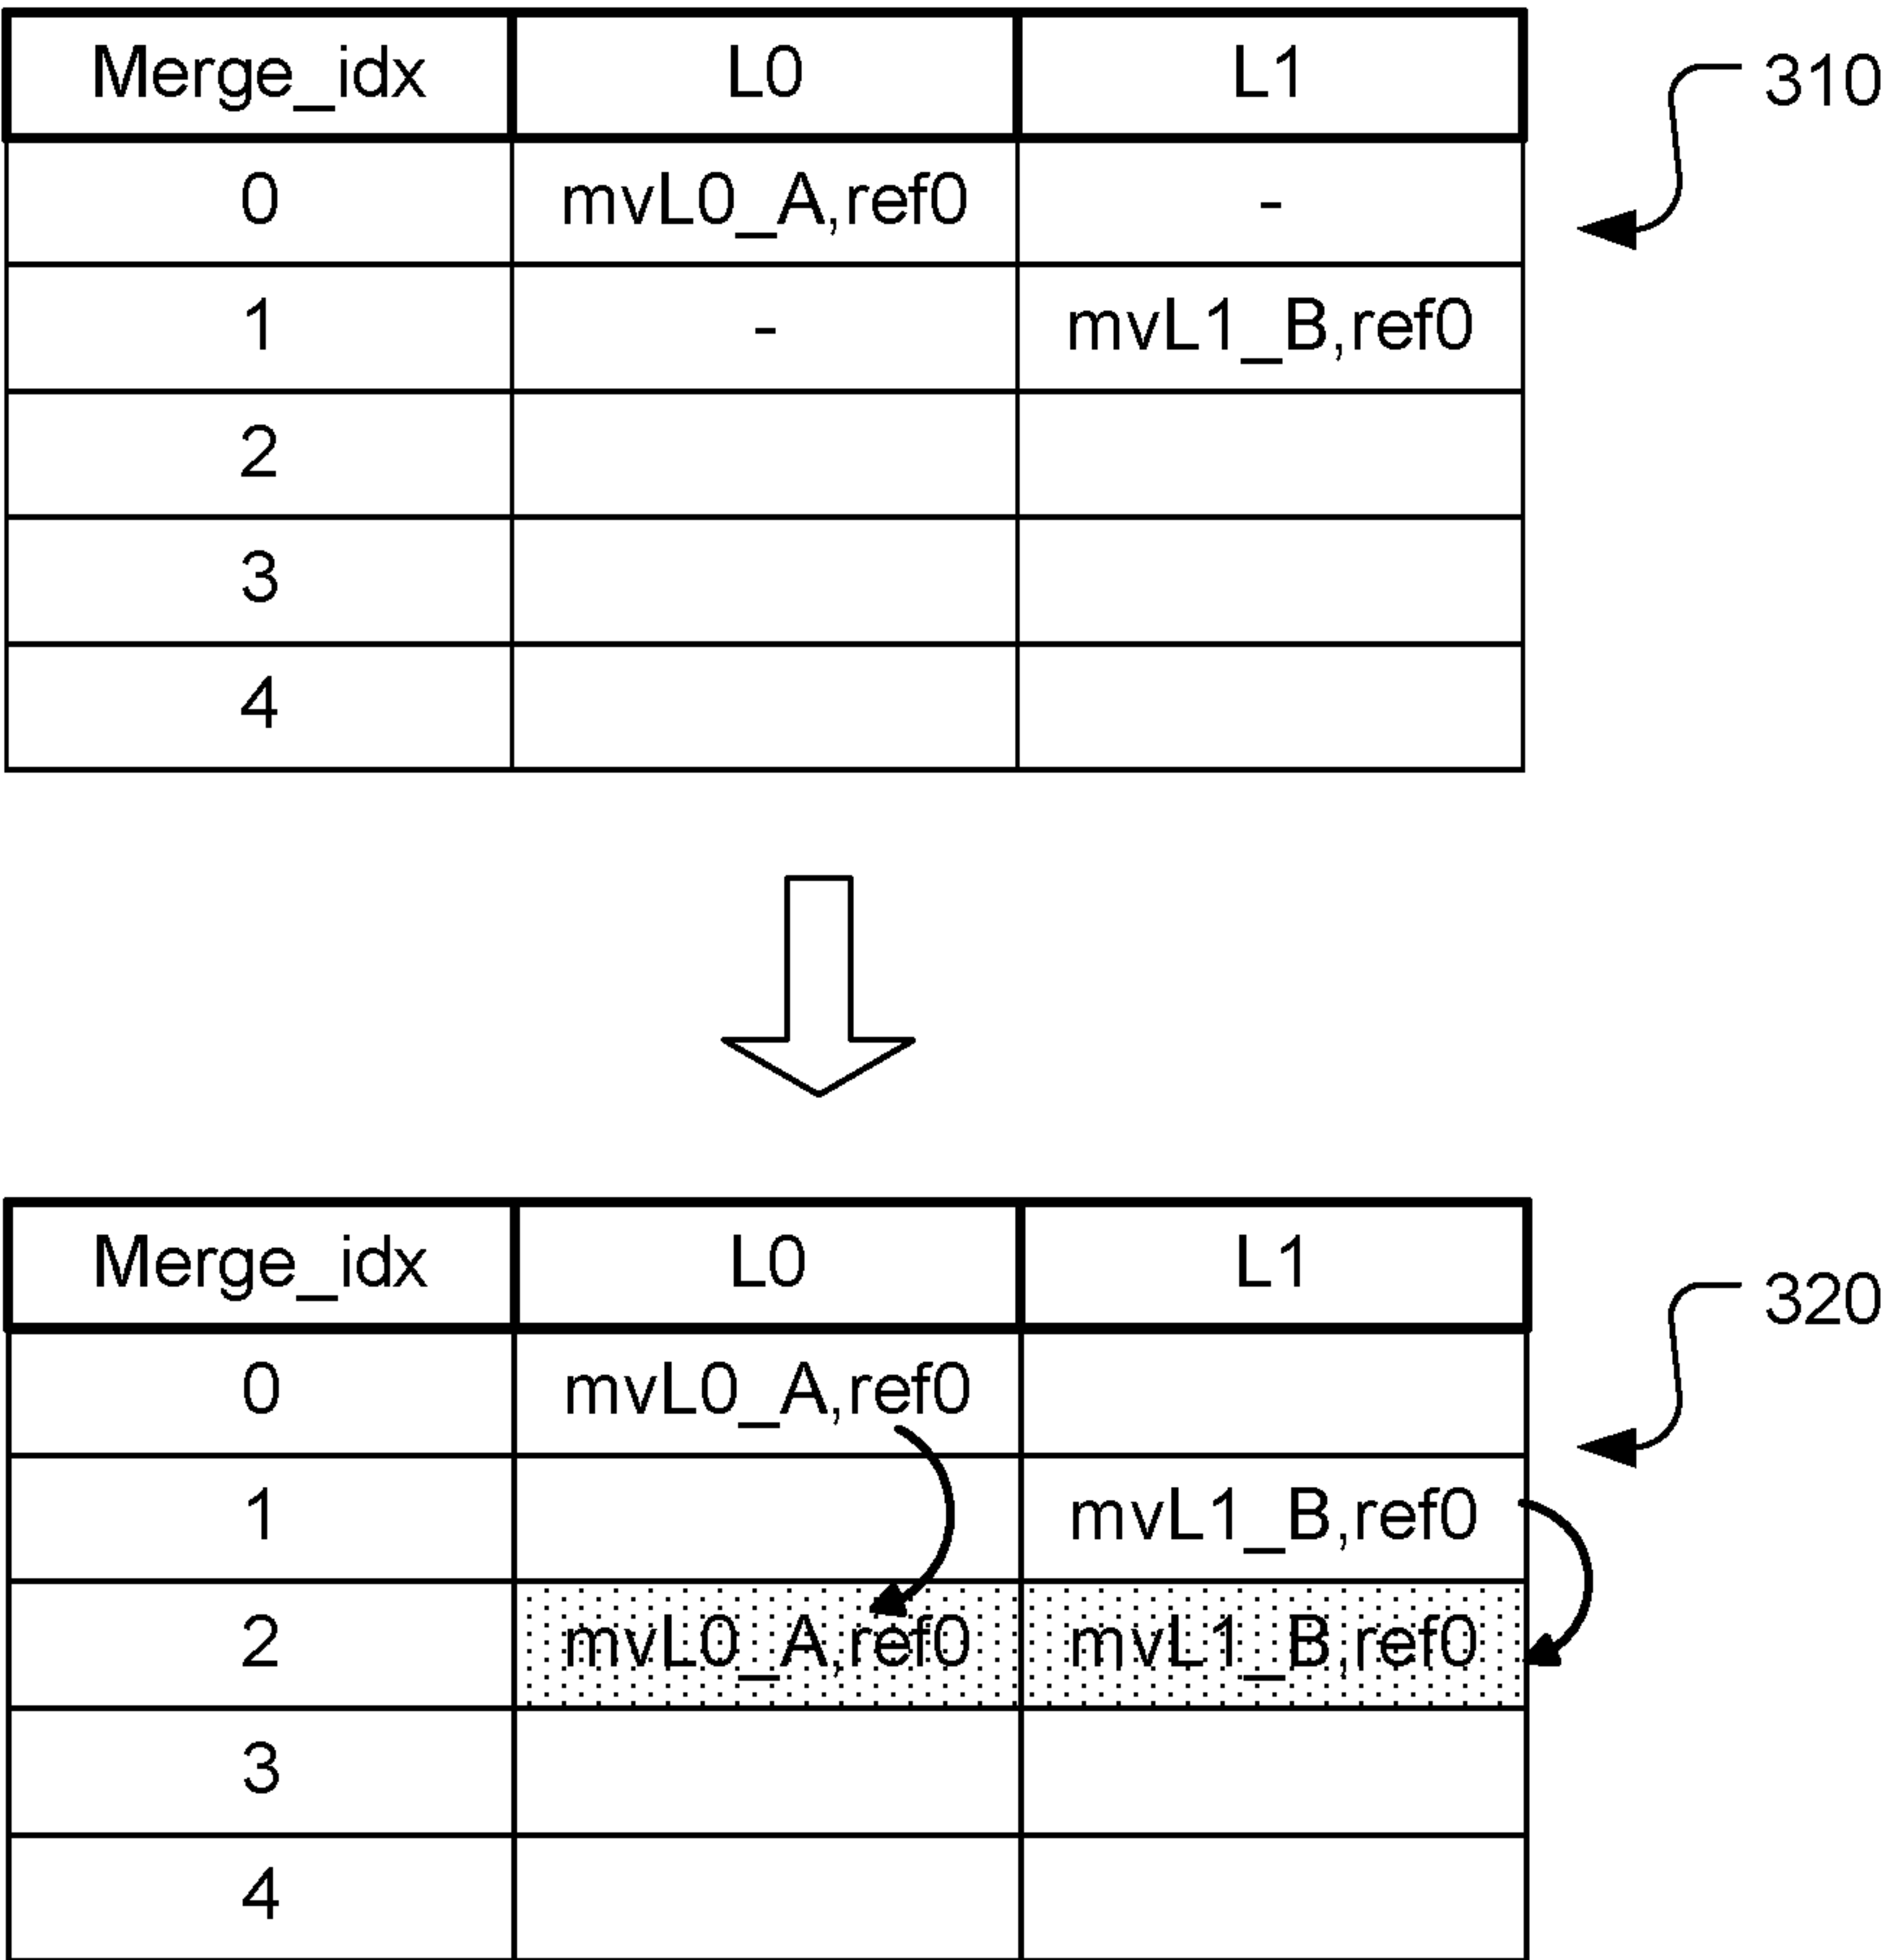 Merge_idx L0 L1
310
0 mvL0_A,ref0 -
1 - mvL1_B,ref0
2
3
4
Merge_idx L0 L1
320
0 mvL0_A,ref0
1 mvL1_B,ref0
2 mvL0_A,ref0 mvL1_B,ref0
3
4